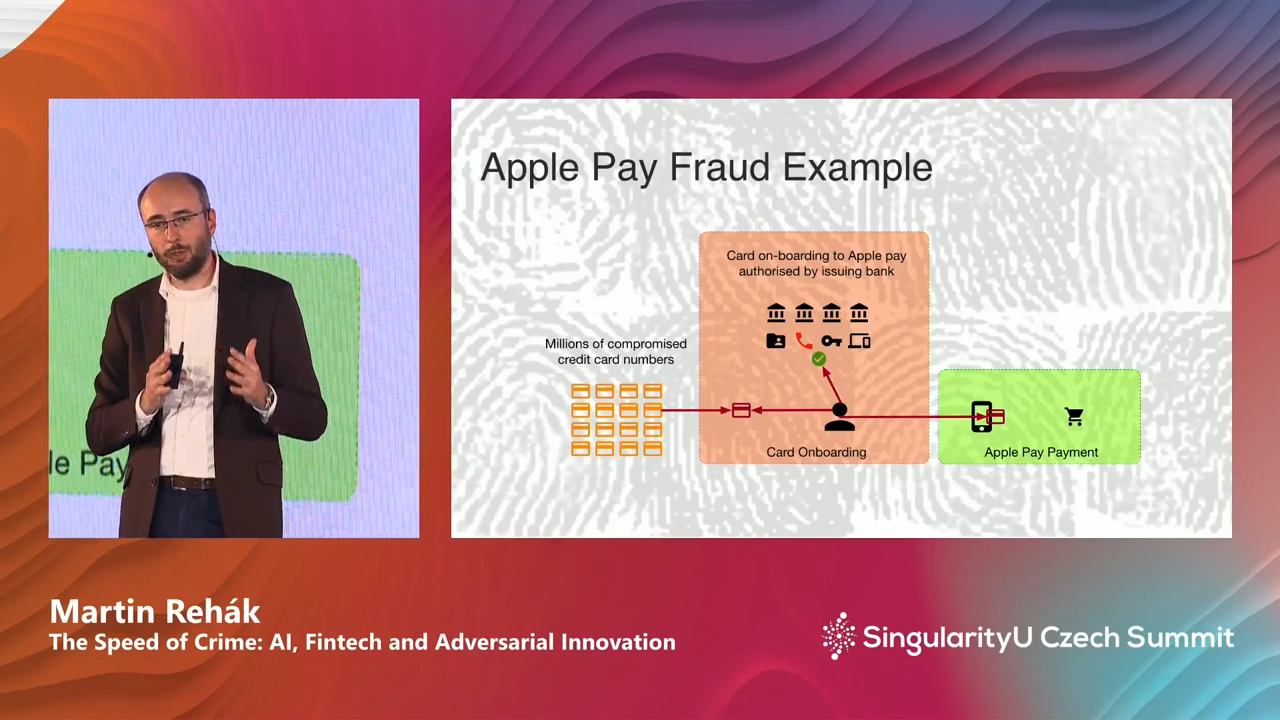 Apple Pay Fraud Example
Card on-boarding to Apple pay
authorised by issuing bank
Millions of compromised
credit card numbers
Card Onboarding
Apple Pay Payment
le Pay
Martin Rehák
The Speed of Crime: AI, Fintech and Adversarial Innovation
SingularityU Czech Summit